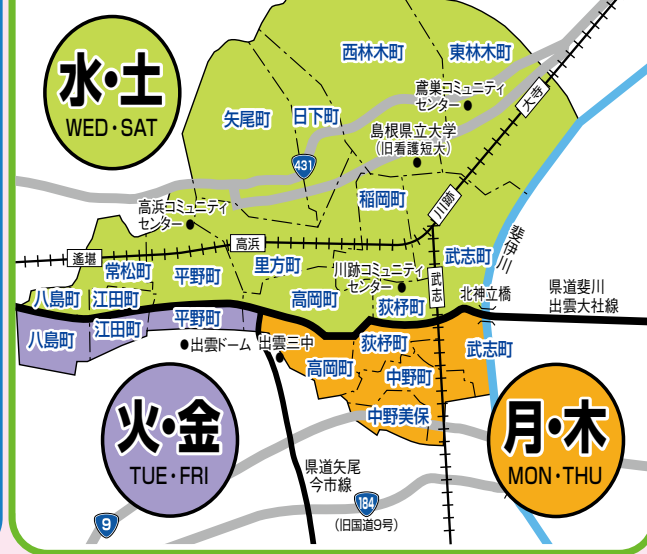 水・土
WED・SAT
西林木町
東林木町
鳶巣コミュニティ
センター
大寺
矢尾町
日下町
島根県立大学
(旧看護短大)
431
稲岡町
川跡
高浜コミュニティ
センター
斐伊川
遙堪
高浜
武志町
常松町
平野町
里方町
川跡コミュニティ
センター
武志
北神立橋
県道斐川
出雲大社線
八島町
江田町
高岡町
荻杼町
八島町
江田町
平野町
出雲ドーム
出雲三中
荻杼町
武志町
高岡町
中野町
中野美保
火・金
TUE・FRI
月・木
MON・THU
県道矢尾
今市線
184
(旧国道9号)
9